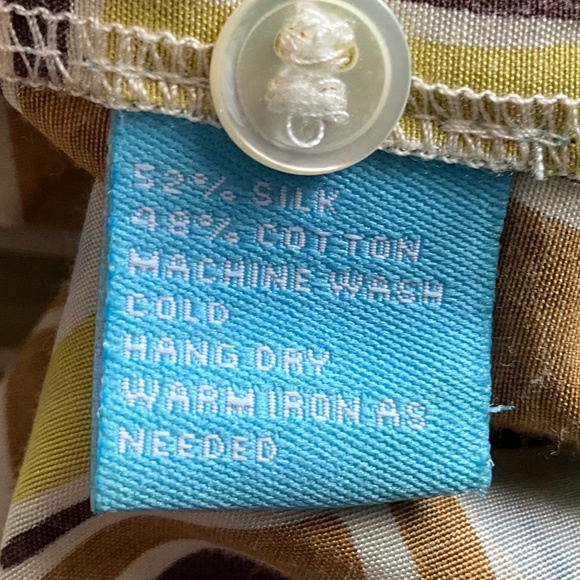 52% SILK
48% COTTON
MACHINE WASH
COLD
HANG DRY
WARM IRON AS
NEEDED